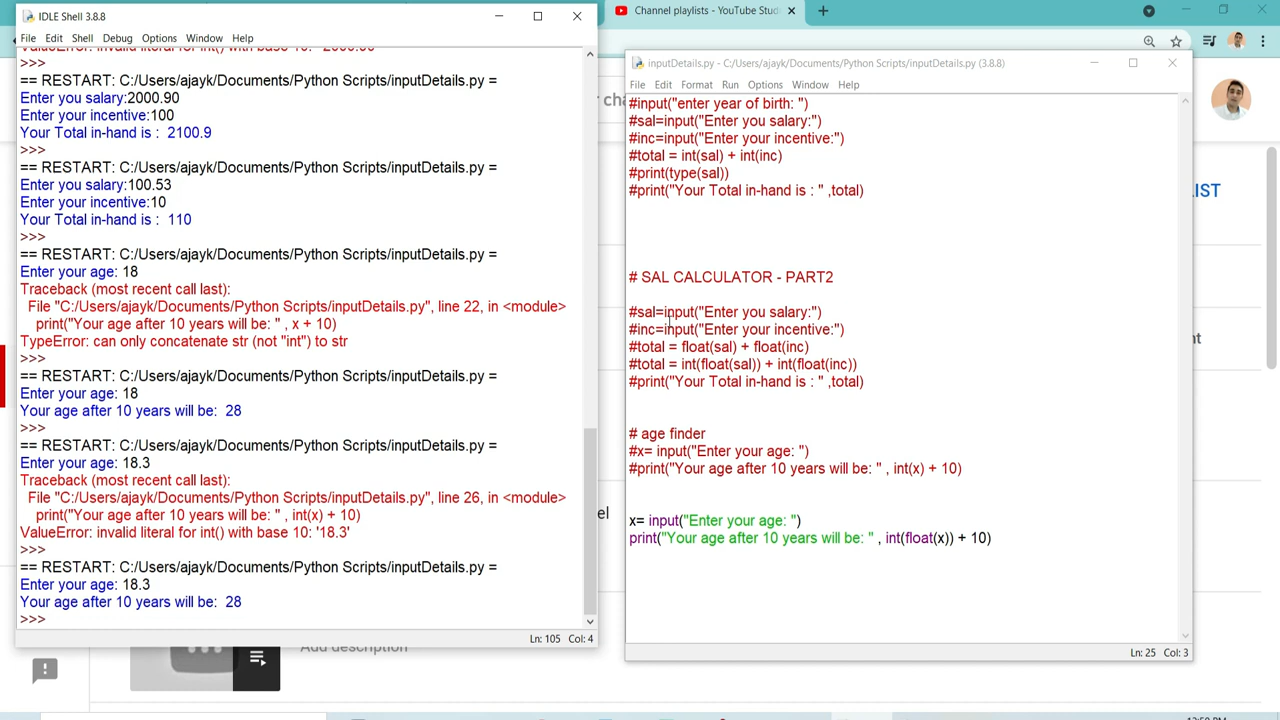 IDLE Shell 3.8.8
File Edit Shell Debug Options Window Help
>>>
== RESTART: C:/Users/ajayk/Documents/Python Scripts/inputDetails.py =
Enter you salary:2000.90
Enter your incentive:100
Your Total in-hand is :  2100.9
>>>
== RESTART: C:/Users/ajayk/Documents/Python Scripts/inputDetails.py =
Enter you salary:100.53
Enter your incentive:10
Your Total in-hand is :  110
>>>
== RESTART: C:/Users/ajayk/Documents/Python Scripts/inputDetails.py =
Enter your age: 18
Traceback (most recent call last):
File "C:/Users/ajayk/Documents/Python Scripts/inputDetails.py", line 22, in <module>
print("Your age after 10 years will be: " , x + 10)
TypeError: can only concatenate str (not "int") to str
>>>
== RESTART: C:/Users/ajayk/Documents/Python Scripts/inputDetails.py =
Enter your age: 18
Your age after 10 years will be:  28
>>>
== RESTART: C:/Users/ajayk/Documents/Python Scripts/inputDetails.py =
Enter your age: 18.3
Traceback (most recent call last):
File "C:/Users/ajayk/Documents/Python Scripts/inputDetails.py", line 26, in <module>
print("Your age after 10 years will be: " , int(x) + 10)
ValueError: invalid literal for int() with base 10: '18.3'
>>>
== RESTART: C:/Users/ajayk/Documents/Python Scripts/inputDetails.py =
Enter your age: 18.3
Your age after 10 years will be:  28
>>>
Ln: 105 Col: 4
Channel playlists - YouTube
inputDetails.py - C:/Users/ajayk/Documents/Python Scripts/inputDetails.py (3.8.8)
File Edit Format Run Options Window Help
#input("enter year of birth: ")
#sal=input("Enter you salary:")
#inc=input("Enter your incentive:")
#total = int(sal) + int(inc)
#print(type(sal))
#print("Your Total in-hand is : " ,total)
# SAL CALCULATOR - PART2
#sal=input("Enter you salary:")
#inc=input("Enter your incentive:")
#total = float(sal) + float(inc)
#total = int(float(sal)) + int(float(inc))
#print("Your Total in-hand is : " ,total)
# age finder
#x= input("Enter your age: ")
#print("Your age after 10 years will be: " , int(x) + 10)
x= input("Enter your age: ")
print("Your age after 10 years will be: " , int(float(x)) + 10)
Ln: 25 Col: 3
Add description